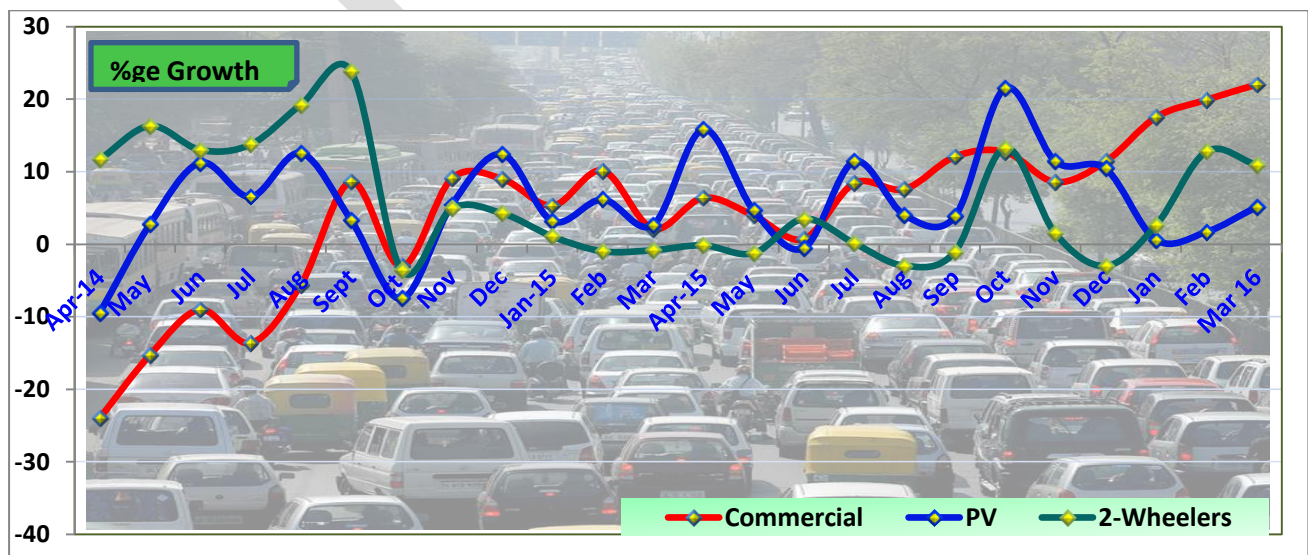 %ge Growth
30
20
10
0
-10
-20
-30
-40
Apr-14
May
Jun
Jul
Aug
Sept
Oct
Nov
Dec
Jan-15
Feb
Mar
Apr-15
May
Jun
Jul
Aug
Sep
Oct
Nov
Dec
Jan
Feb
Mar 16
Commercial PV 2-Wheelers